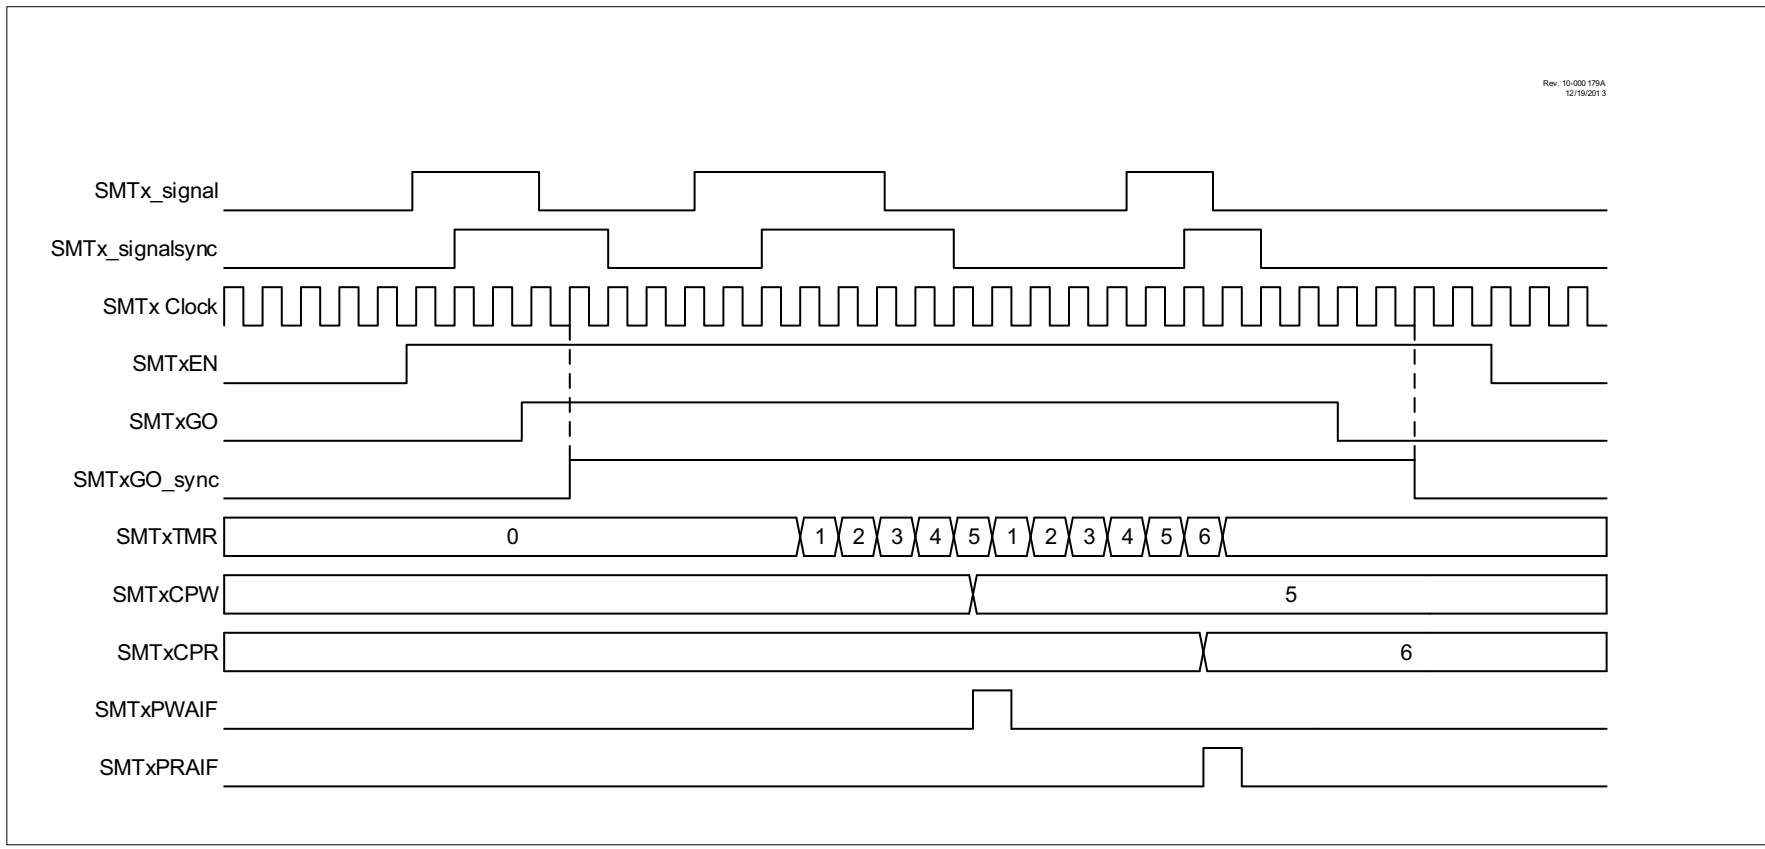 Rev. 10-000 179A
12/19/201 3
SMTx_signal
SMTx_signalsync
SMTx Clock
SMTxEN
SMTxGO
SMTxGO_sync
SMTxTMR 0 1 2 3 4 5 1 2 3 4 5 6
SMTxCPW 5
SMTxCPR 6
SMTxPWAIF
SMTxPRAIF